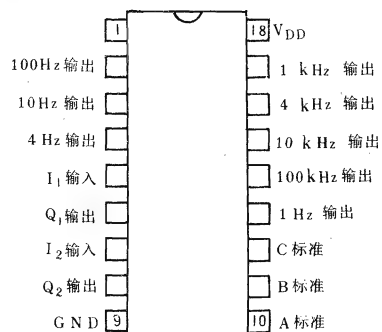 1 18 V_DD
100Hz 输出 1 kHz 输出
10Hz 输出 4 kHz 输出
4 Hz 输出 10 kHz 输出
I₁ 输入 100kHz 输出
Q₁ 输出 1 Hz 输出
I₂ 输入 C 标准
Q₂ 输出 B 标准
GND 9 10 A 标准